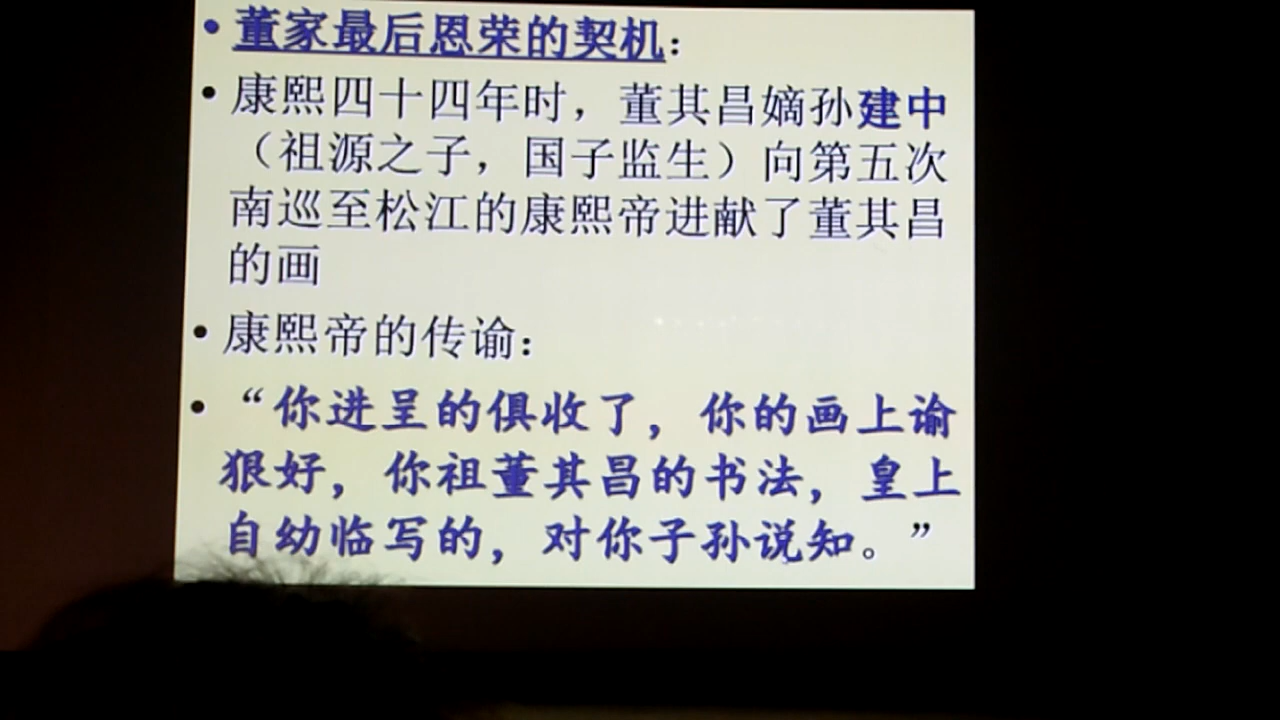 • 董家最后恩荣的契机：
• 康熙四十四年时，董其昌嫡孙建中
（祖源之子，国子监生）向第五次
南巡至松江的康熙帝进献了董其昌
的画
• 康熙帝的传谕：
• “你进呈的俱收了，你的画上谕
狠好，你祖董其昌的书法，皇上
自幼临写的，对你子孙说知。”